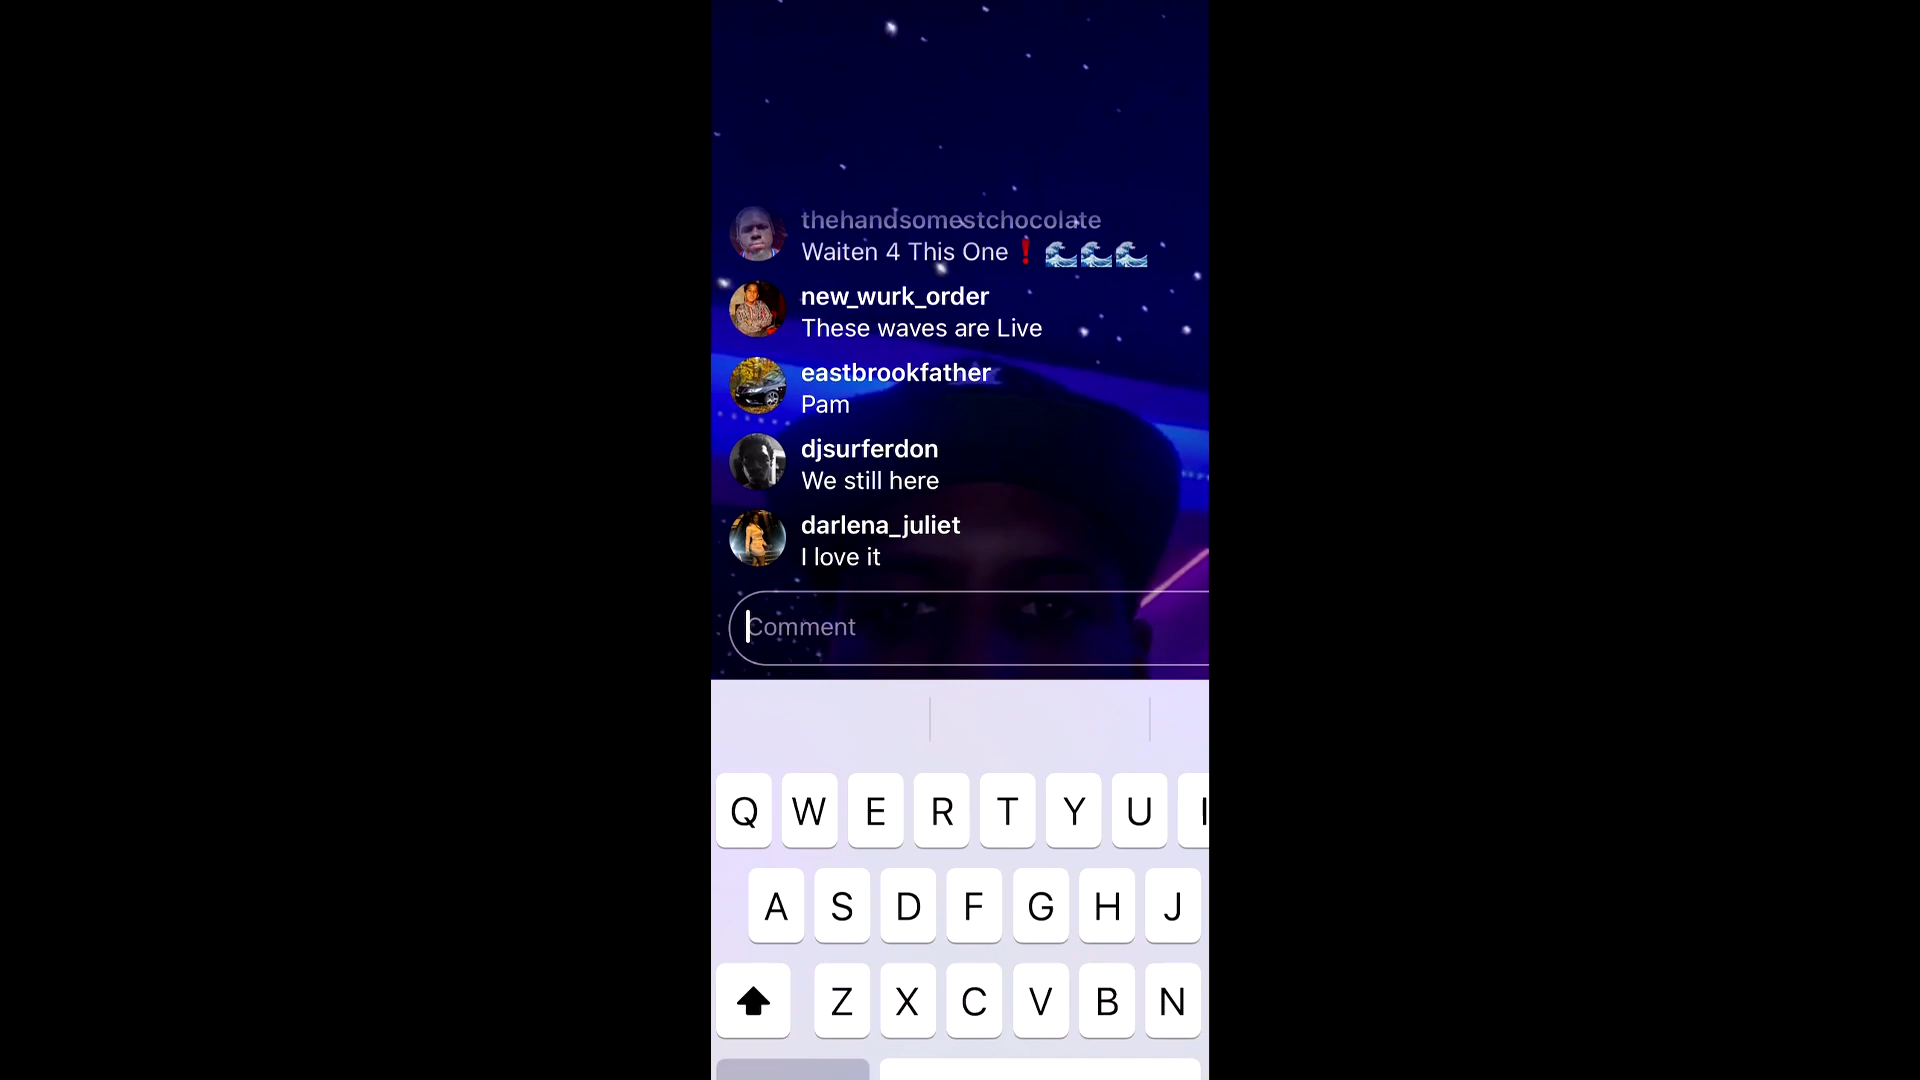 thehandsomestchocolate
Waiten 4 This One❗🌊🌊🌊
new_wurk_order
These waves are Live
eastbrookfather
Pam
djsurferdon
We still here
darlena_juliet
I love it
Comment
Q W E R T Y U I
A S D F G H J
Z X C V B N